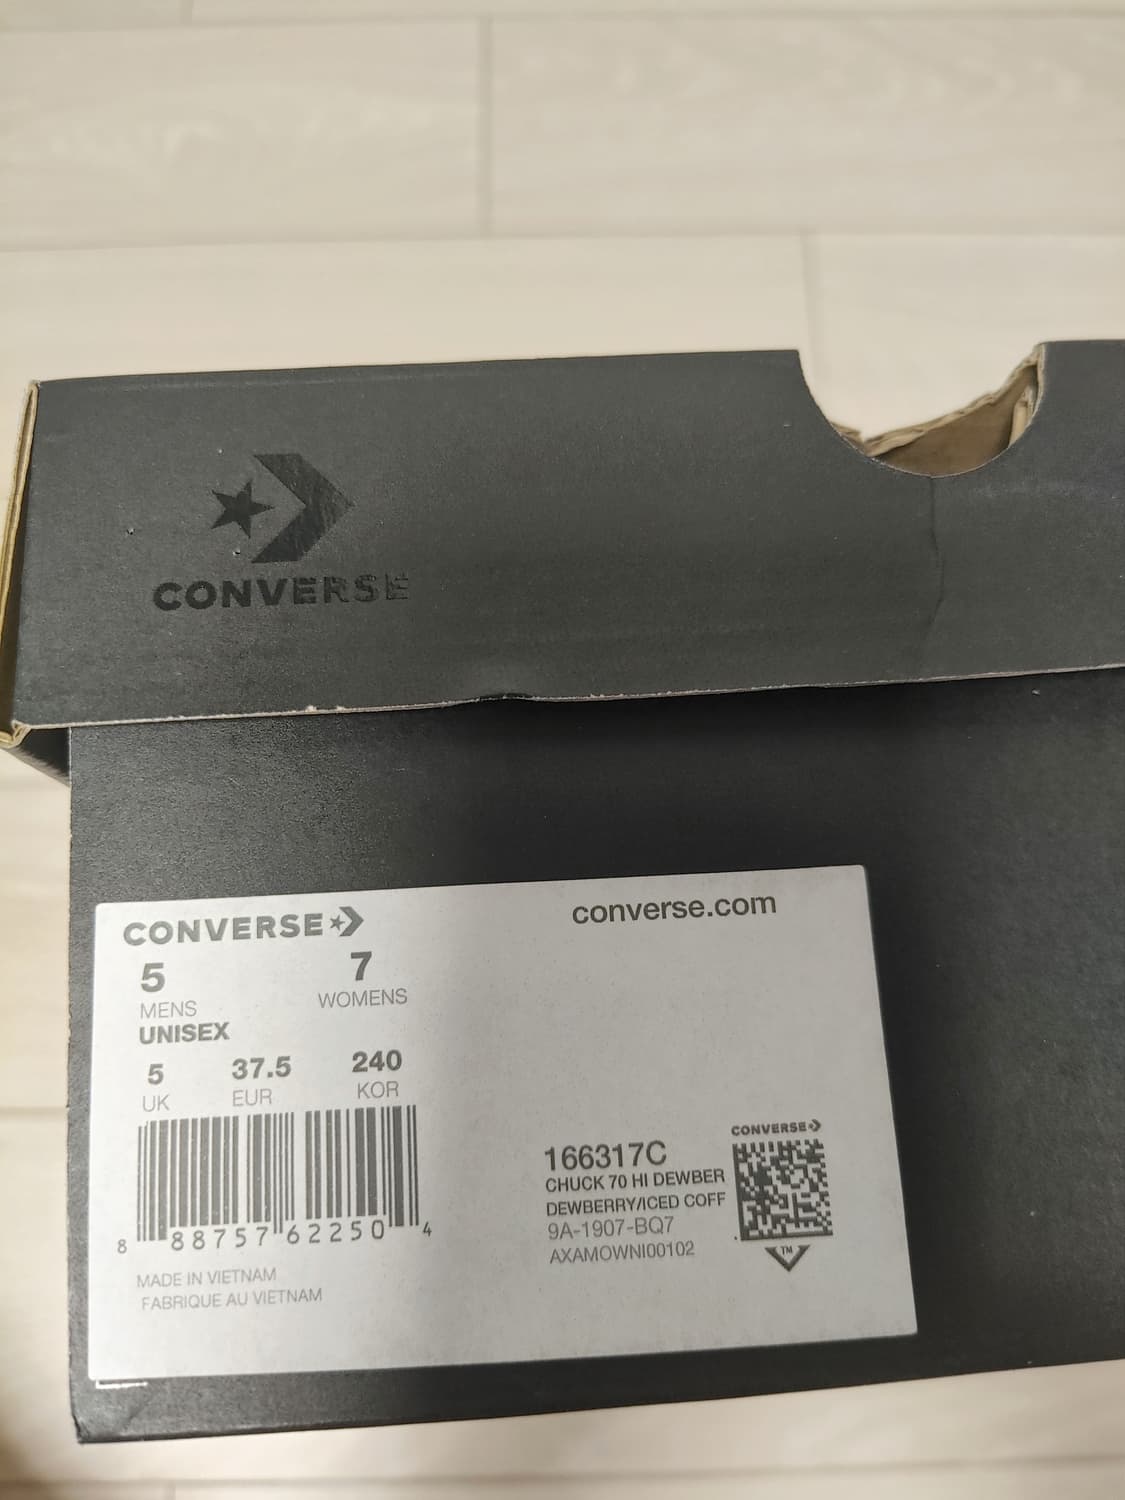 CONVERSE
CONVERSE
converse.com
5
7
MENS
WOMENS
UNISEX
5
37.5
240
UK
EUR
KOR
8 88757 62250 4
MADE IN VIETNAM
FABRIQUE AU VIETNAM
166317C
CHUCK 70 HI DEWBER
DEWBERRY/ICED COFF
9A-1907-BQ7
AXAMOWNI00102
CONVERSE
TM